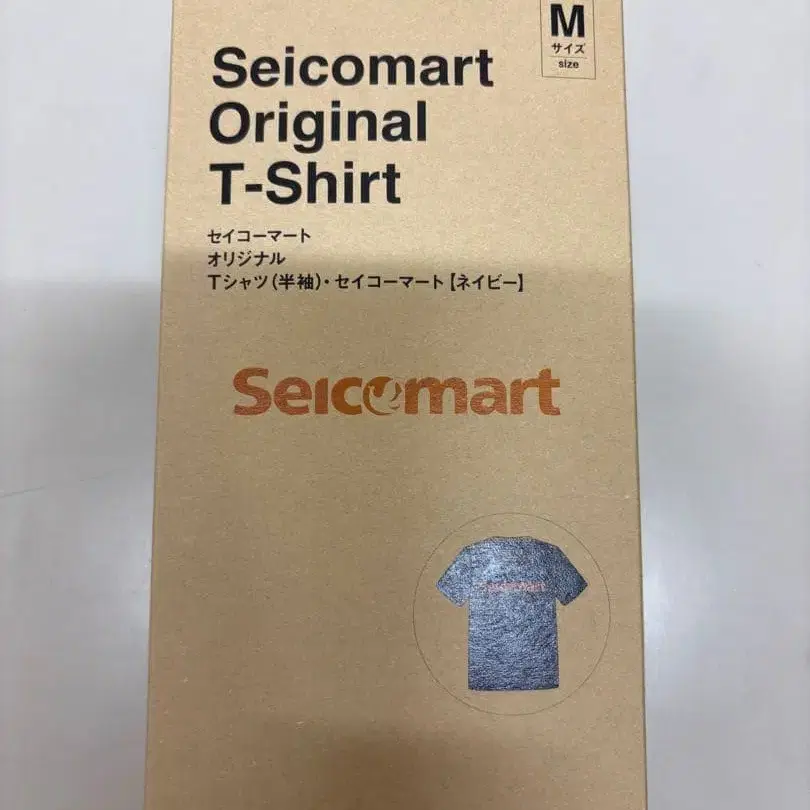 M
サイズ
size
Seicomart
Original
T-Shirt
セイコーマート
オリジナル
Tシャツ(半袖)・セイコーマート【ネイビー】
Seicomart
Seicomart